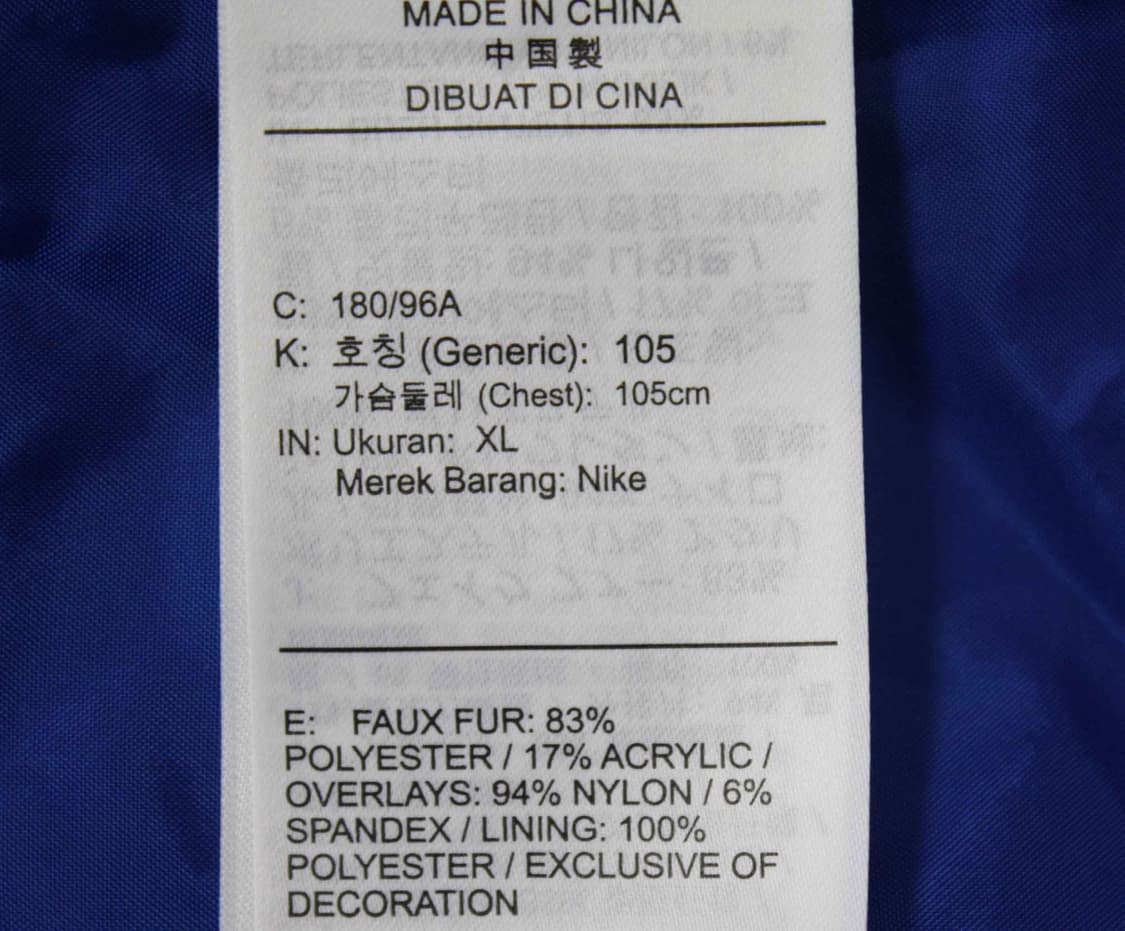 MADE IN CHINA
中国製
DIBUAT DI CINA
C: 180/96A
K: 호칭 (Generic): 105
가슴둘레 (Chest): 105cm
IN: Ukuran: XL
Merek Barang: Nike
E: FAUX FUR: 83%
POLYESTER / 17% ACRYLIC /
OVERLAYS: 94% NYLON / 6%
SPANDEX / LINING: 100%
POLYESTER / EXCLUSIVE OF
DECORATION